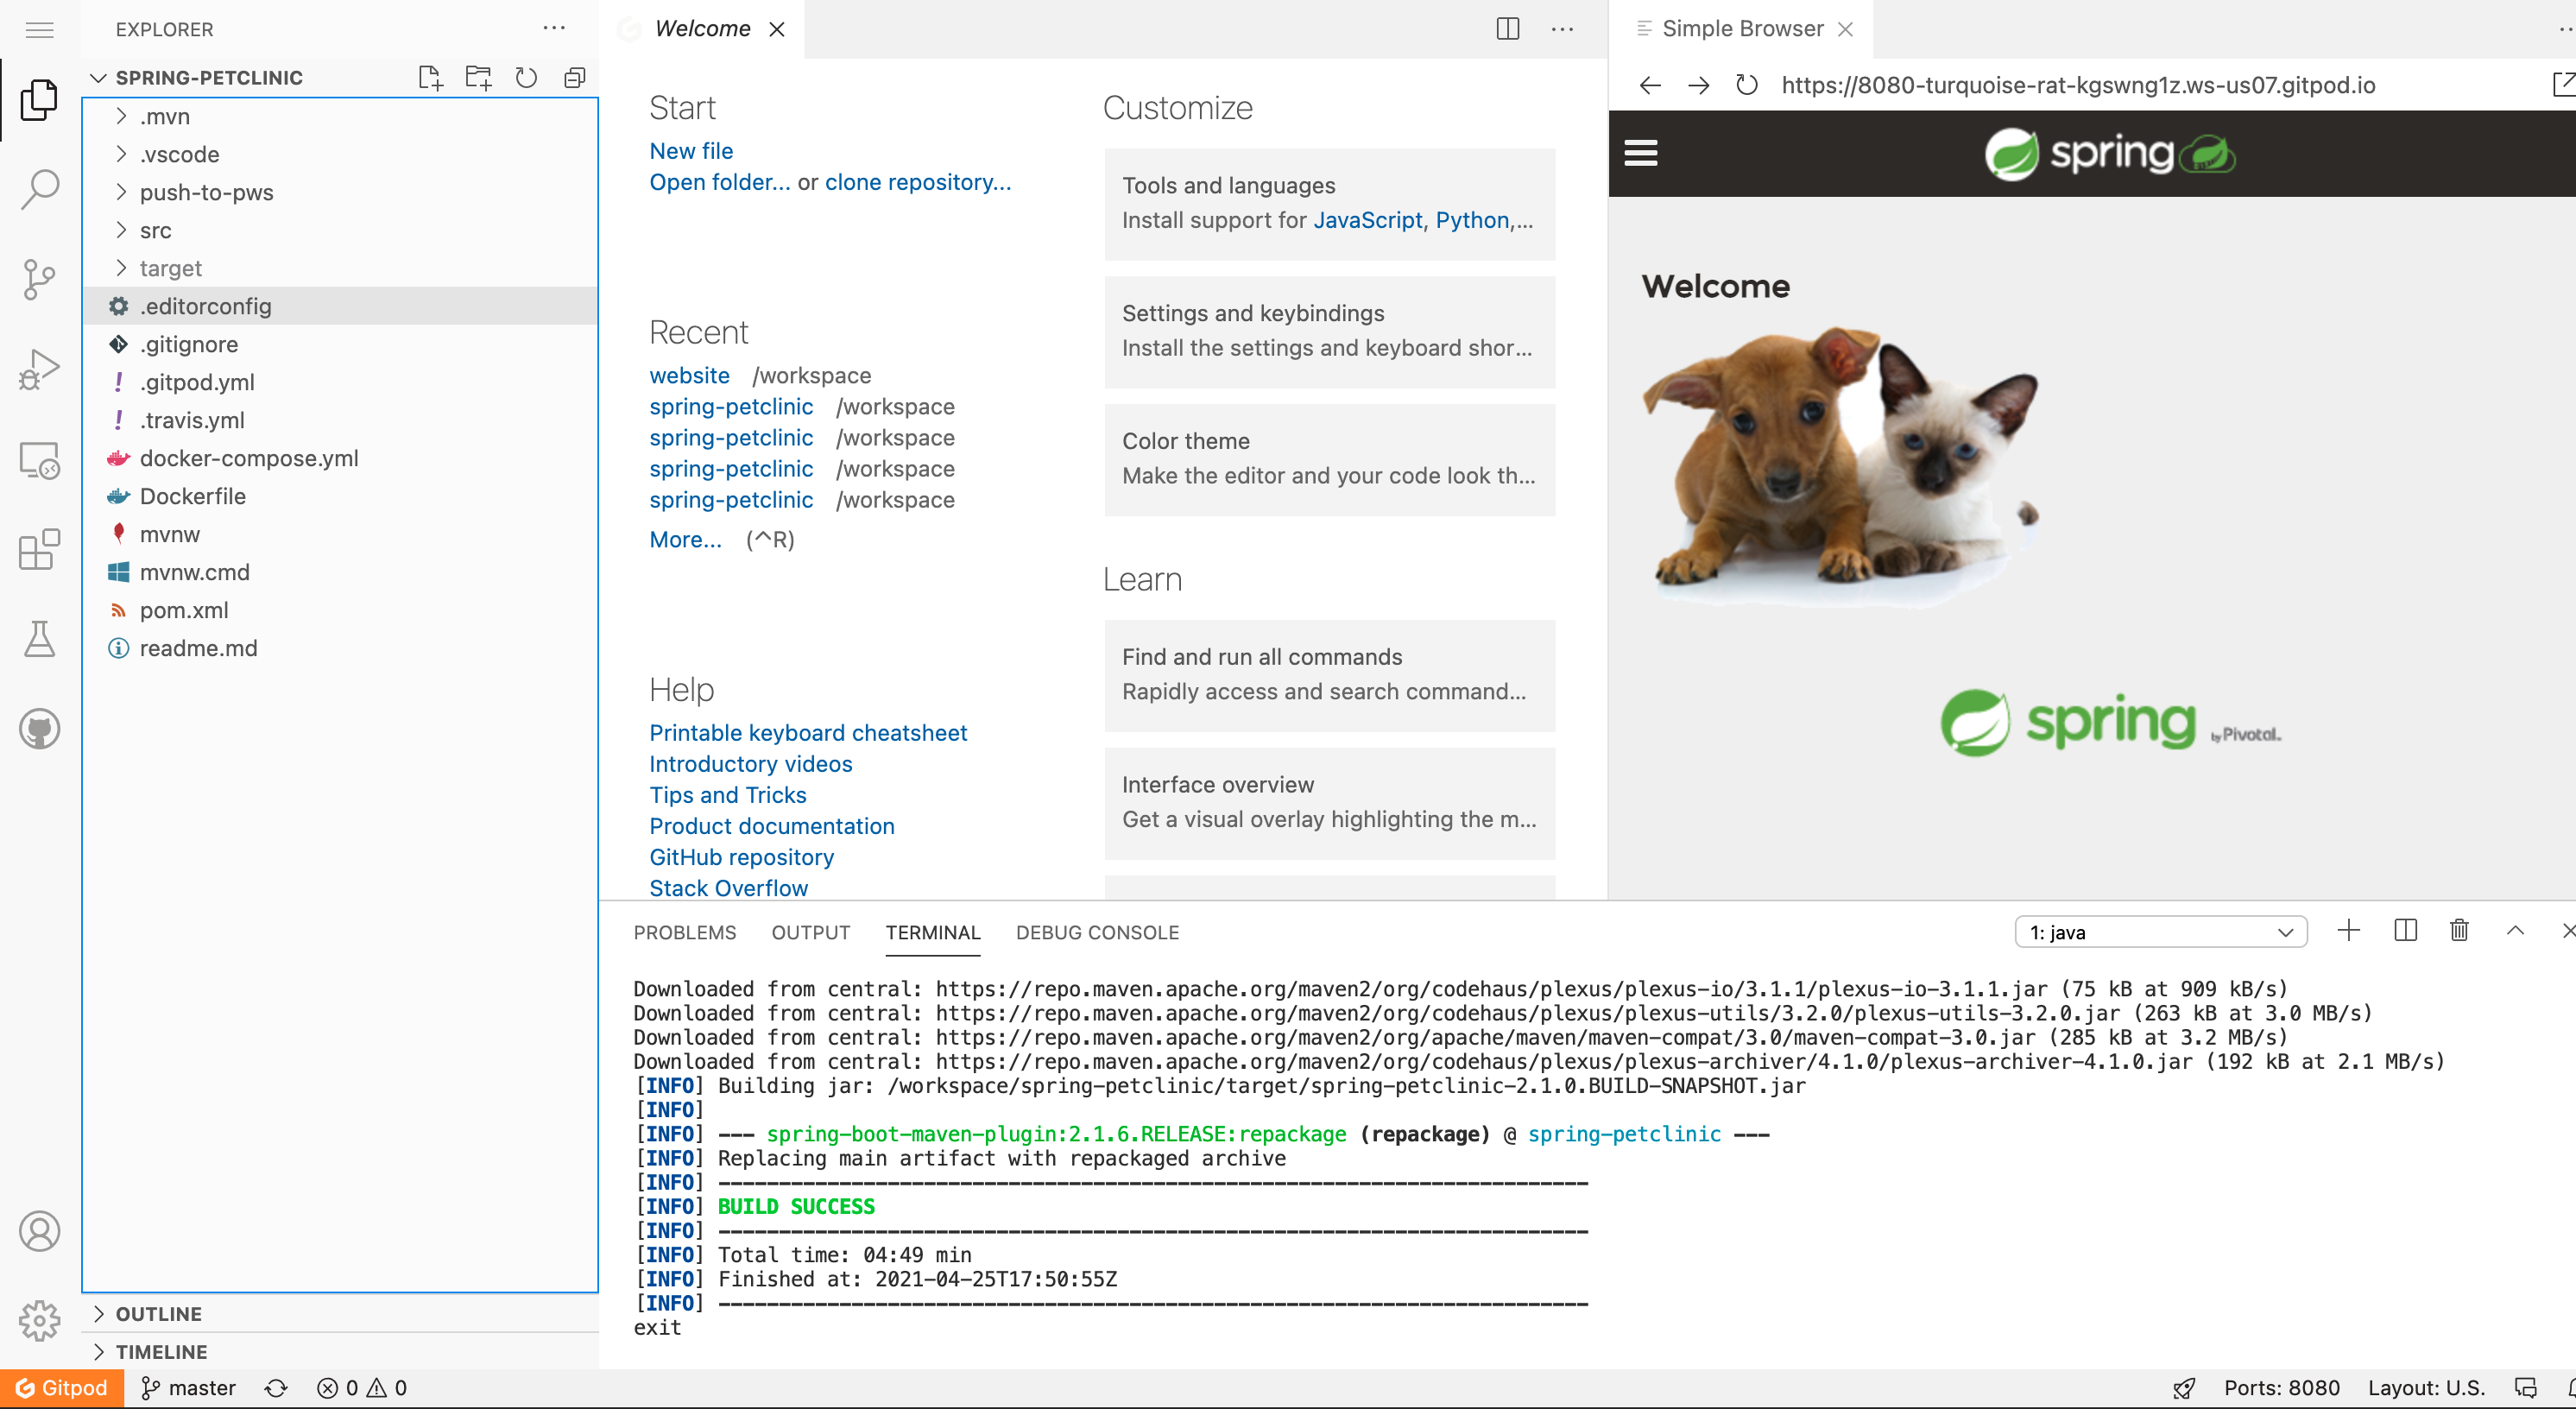 EXPLORER
SPRING-PETCLINIC
.mvn
.vscode
push-to-pws
src
target
.editorconfig
.gitignore
.gitpod.yml
.travis.yml
docker-compose.yml
Dockerfile
mvnw
mvnw.cmd
pom.xml
readme.md
OUTLINE
TIMELINE
Welcome
Start
New file
Open folder... or clone repository...
Recent
website /workspace
spring-petclinic /workspace
spring-petclinic /workspace
spring-petclinic /workspace
spring-petclinic /workspace
More... (^R)
Help
Printable keyboard cheatsheet
Introductory videos
Tips and Tricks
Product documentation
GitHub repository
Stack Overflow
Customize
Tools and languages
Install support for JavaScript, Python,...
Settings and keybindings
Install the settings and keyboard shor...
Color theme
Make the editor and your code look th...
Learn
Find and run all commands
Rapidly access and search command...
Interface overview
Get a visual overlay highlighting the m...
Simple Browser
https://8080-turquoise-rat-kgswng1z.ws-us07.gitpod.io
spring
Welcome
spring by Pivotal.
PROBLEMS OUTPUT TERMINAL DEBUG CONSOLE
1: java
Downloaded from central: https://repo.maven.apache.org/maven2/org/codehaus/plexus/plexus-io/3.1.1/plexus-io-3.1.1.jar (75 kB at 909 kB/s)
Downloaded from central: https://repo.maven.apache.org/maven2/org/codehaus/plexus/plexus-utils/3.2.0/plexus-utils-3.2.0.jar (263 kB at 3.0 MB/s)
Downloaded from central: https://repo.maven.apache.org/maven2/org/apache/maven/maven-compat/3.0/maven-compat-3.0.jar (285 kB at 3.2 MB/s)
Downloaded from central: https://repo.maven.apache.org/maven2/org/codehaus/plexus/plexus-archiver/4.1.0/plexus-archiver-4.1.0.jar (192 kB at 2.1 MB/s)
[INFO] Building jar: /workspace/spring-petclinic/target/spring-petclinic-2.1.0.BUILD-SNAPSHOT.jar
[INFO]
[INFO] --- spring-boot-maven-plugin:2.1.6.RELEASE:repackage (repackage) @ spring-petclinic ---
[INFO] Replacing main artifact with repackaged archive
[INFO] ------------------------------------------------------------------------
[INFO] BUILD SUCCESS
[INFO] ------------------------------------------------------------------------
[INFO] Total time: 04:49 min
[INFO] Finished at: 2021-04-25T17:50:55Z
[INFO] ------------------------------------------------------------------------
exit
Gitpod master 0 0 Ports: 8080 Layout: U.S.